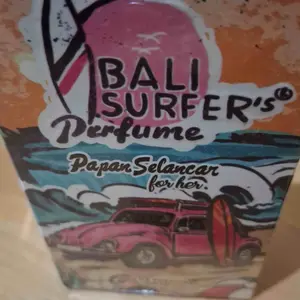 BALI
SURFER's®
Perfume
Papan Selancar
for her.